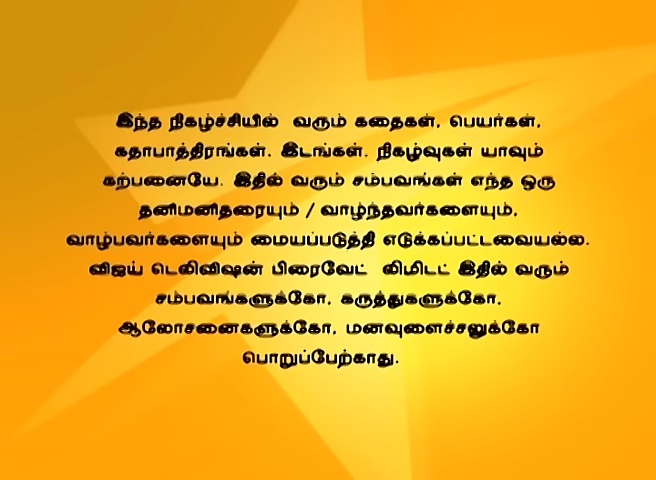 இந்த நிகழ்ச்சியில் வரும் கதைகள், பெயர்கள்,
கதாபாத்திரங்கள், இடங்கள், நிகழ்வுகள் யாவும்
கற்பனையே. இதில் வரும் சம்பவங்கள் எந்த ஒரு
தனிமனிதரையும் / வாழ்ந்தவர்களையும்,
வாழ்பவர்களையும் மையப்படுத்தி எடுக்கப்பட்டவையல்ல.
விஜய் டெலிவிஷன் பிரைவேட் லிமிடட் இதில் வரும்
சம்பவங்களுக்கோ, கருத்துகளுக்கோ,
ஆலோசனைகளுக்கோ, மனவுளைச்சலுக்கோ
பொறுப்பேற்காது.